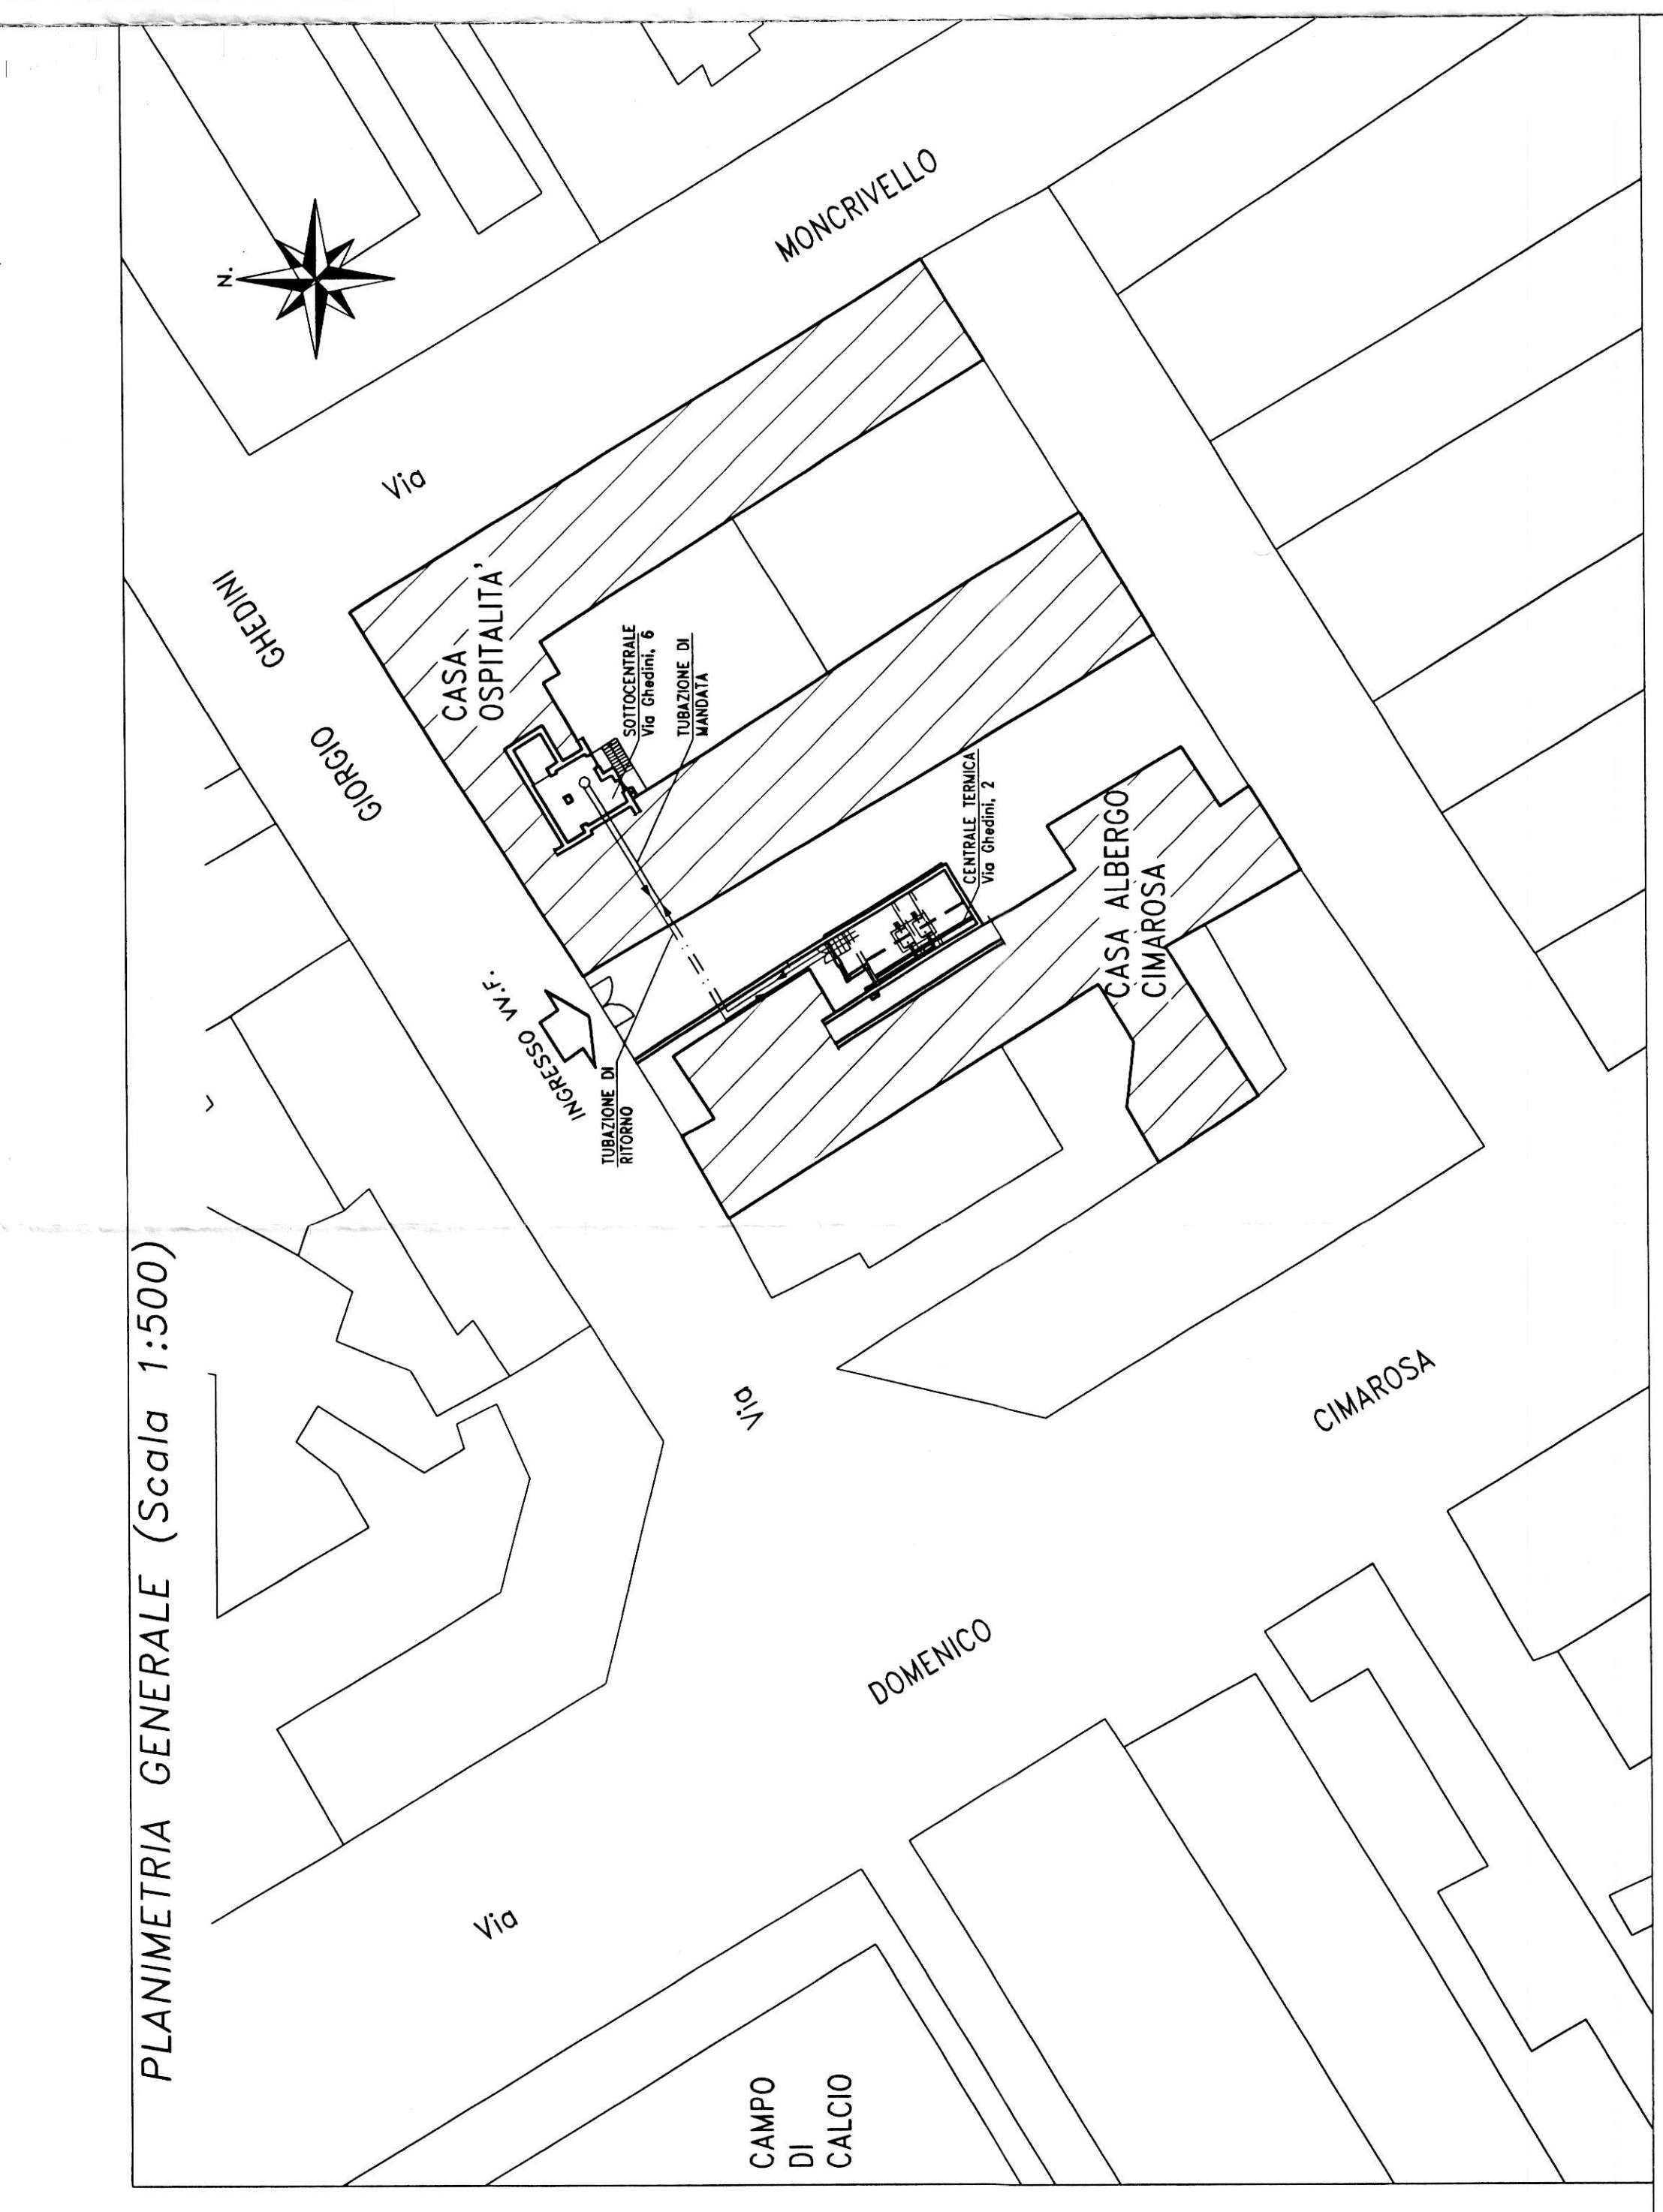 PLANIMETRIA GENERALE (Scala 1:500)
N.
Via
MONCRIVELLO
GHEDINI
GIORGIO
Via
CASA
OSPITALITA'
SOTTOCENTRALE
Via Ghedini, 6
TUBAZIONE DI
MANDATA
INGRESSO VV.F.
TUBAZIONE DI
RITORNO
CENTRALE TERMICA
Via Ghedini, 2
CASA ALBERGO
CIMAROSA
Via
DOMENICO
CIMAROSA
CAMPO
DI
CALCIO